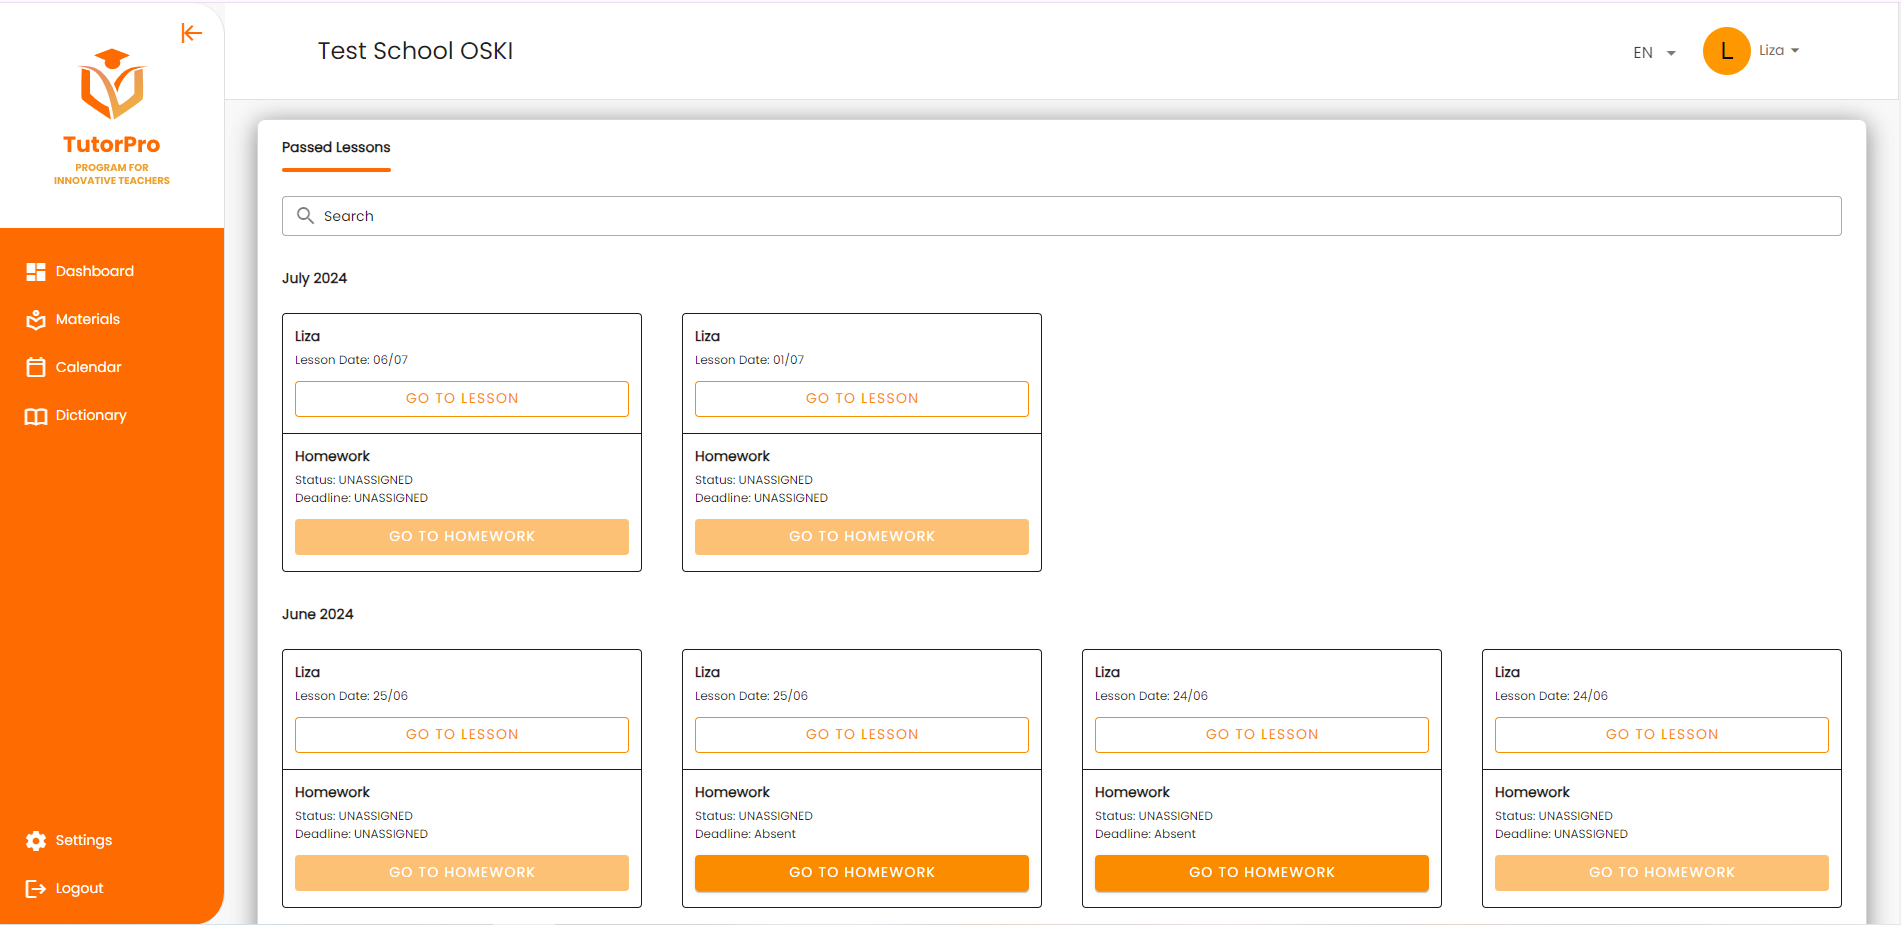 TutorPro
PROGRAM FOR
INNOVATIVE TEACHERS
Dashboard
Materials
Calendar
Dictionary
Settings
Logout
Test School OSKI
EN
L
Liza
Passed Lessons
Search
July 2024
Liza
Lesson Date: 06/07
GO TO LESSON
Homework
Status: UNASSIGNED
Deadline: UNASSIGNED
GO TO HOMEWORK
Liza
Lesson Date: 01/07
GO TO LESSON
Homework
Status: UNASSIGNED
Deadline: UNASSIGNED
GO TO HOMEWORK
June 2024
Liza
Lesson Date: 25/06
GO TO LESSON
Homework
Status: UNASSIGNED
Deadline: UNASSIGNED
GO TO HOMEWORK
Liza
Lesson Date: 25/06
GO TO LESSON
Homework
Status: UNASSIGNED
Deadline: Absent
GO TO HOMEWORK
Liza
Lesson Date: 24/06
GO TO LESSON
Homework
Status: UNASSIGNED
Deadline: Absent
GO TO HOMEWORK
Liza
Lesson Date: 24/06
GO TO LESSON
Homework
Status: UNASSIGNED
Deadline: UNASSIGNED
GO TO HOMEWORK